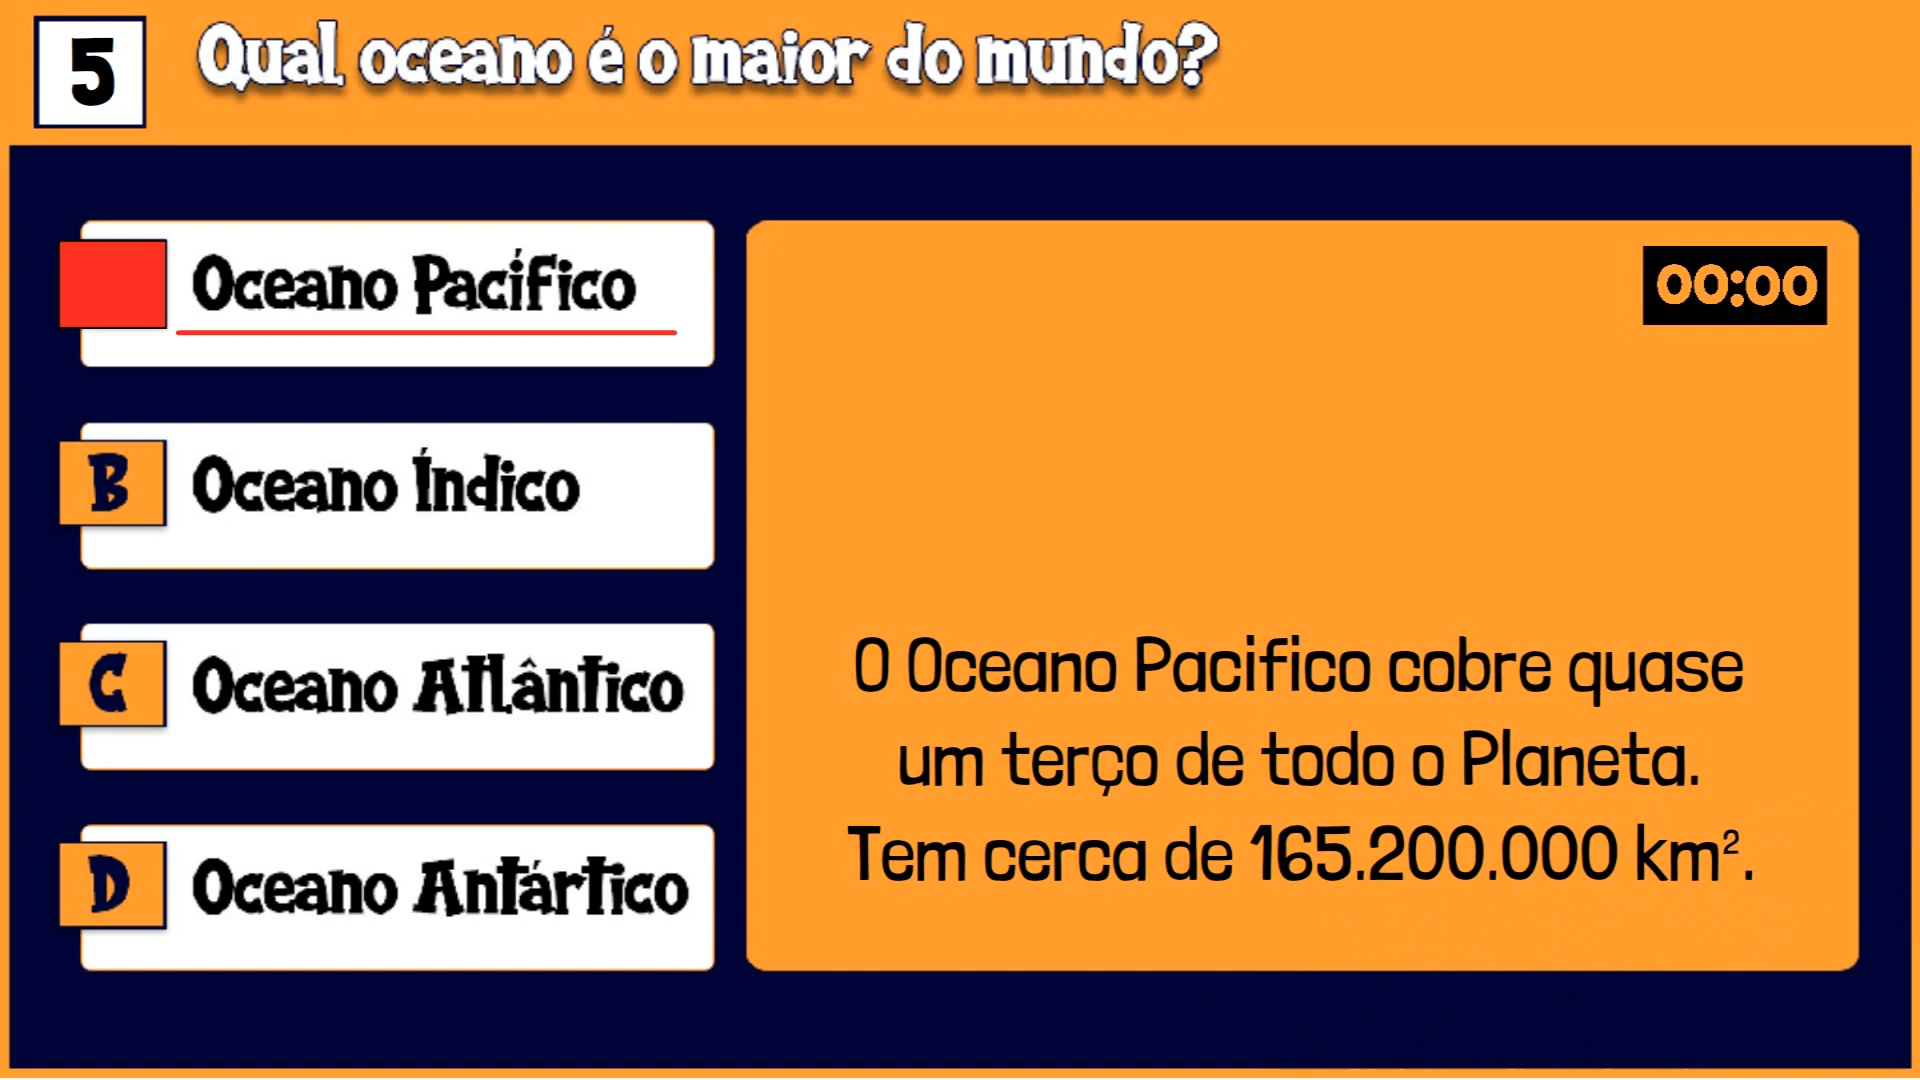 5
Qual oceano é o maior do mundo?
Oceano Pacífico
B
Oceano Índico
C
Oceano Atlântico
D
Oceano Antártico
00:00
O Oceano Pacifico cobre quase
um terço de todo o Planeta.
Tem cerca de 165.200.000 km².